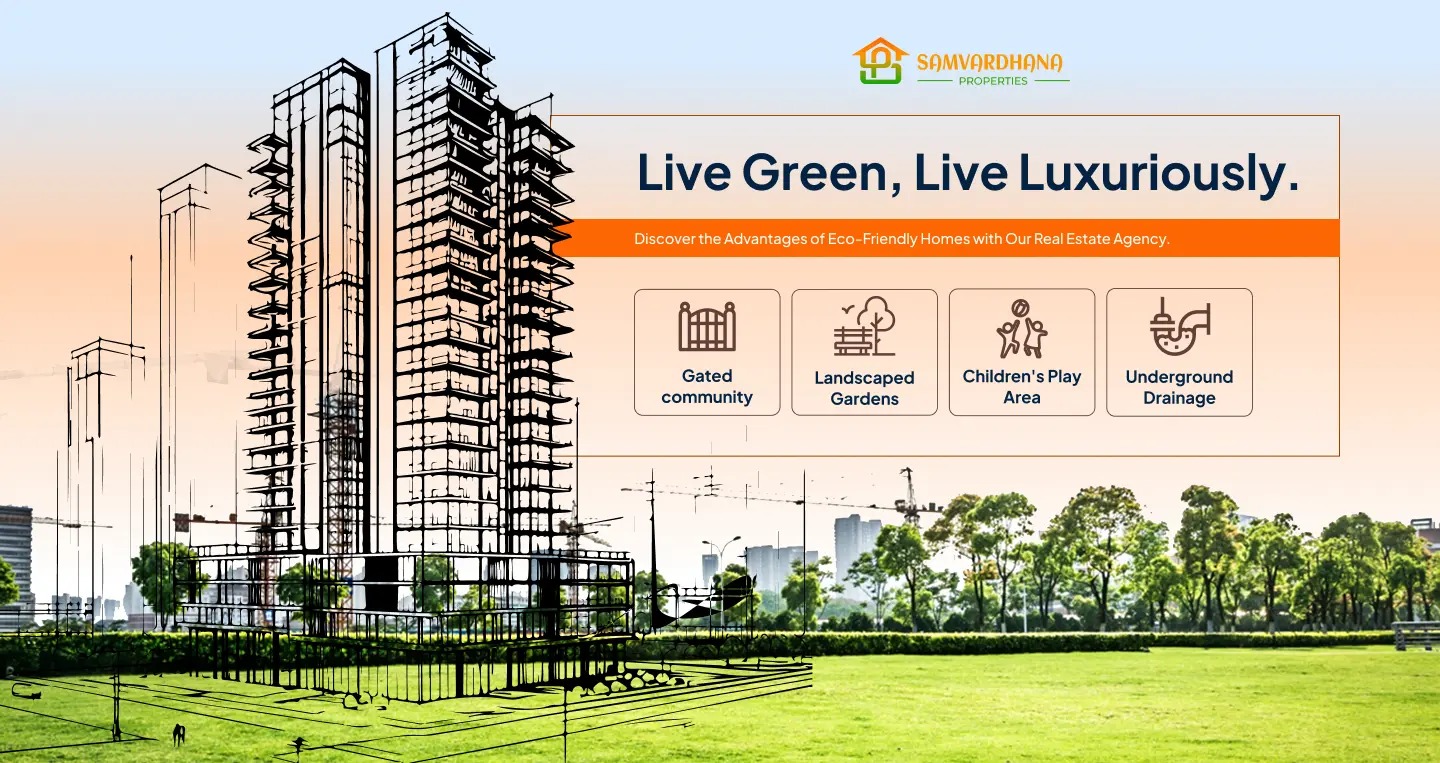 SAMVARDHANA
PROPERTIES
Live Green, Live Luxuriously.
Discover the Advantages of Eco-Friendly Homes with Our Real Estate Agency.
Gated
community
Landscaped
Gardens
Children's Play
Area
Underground
Drainage